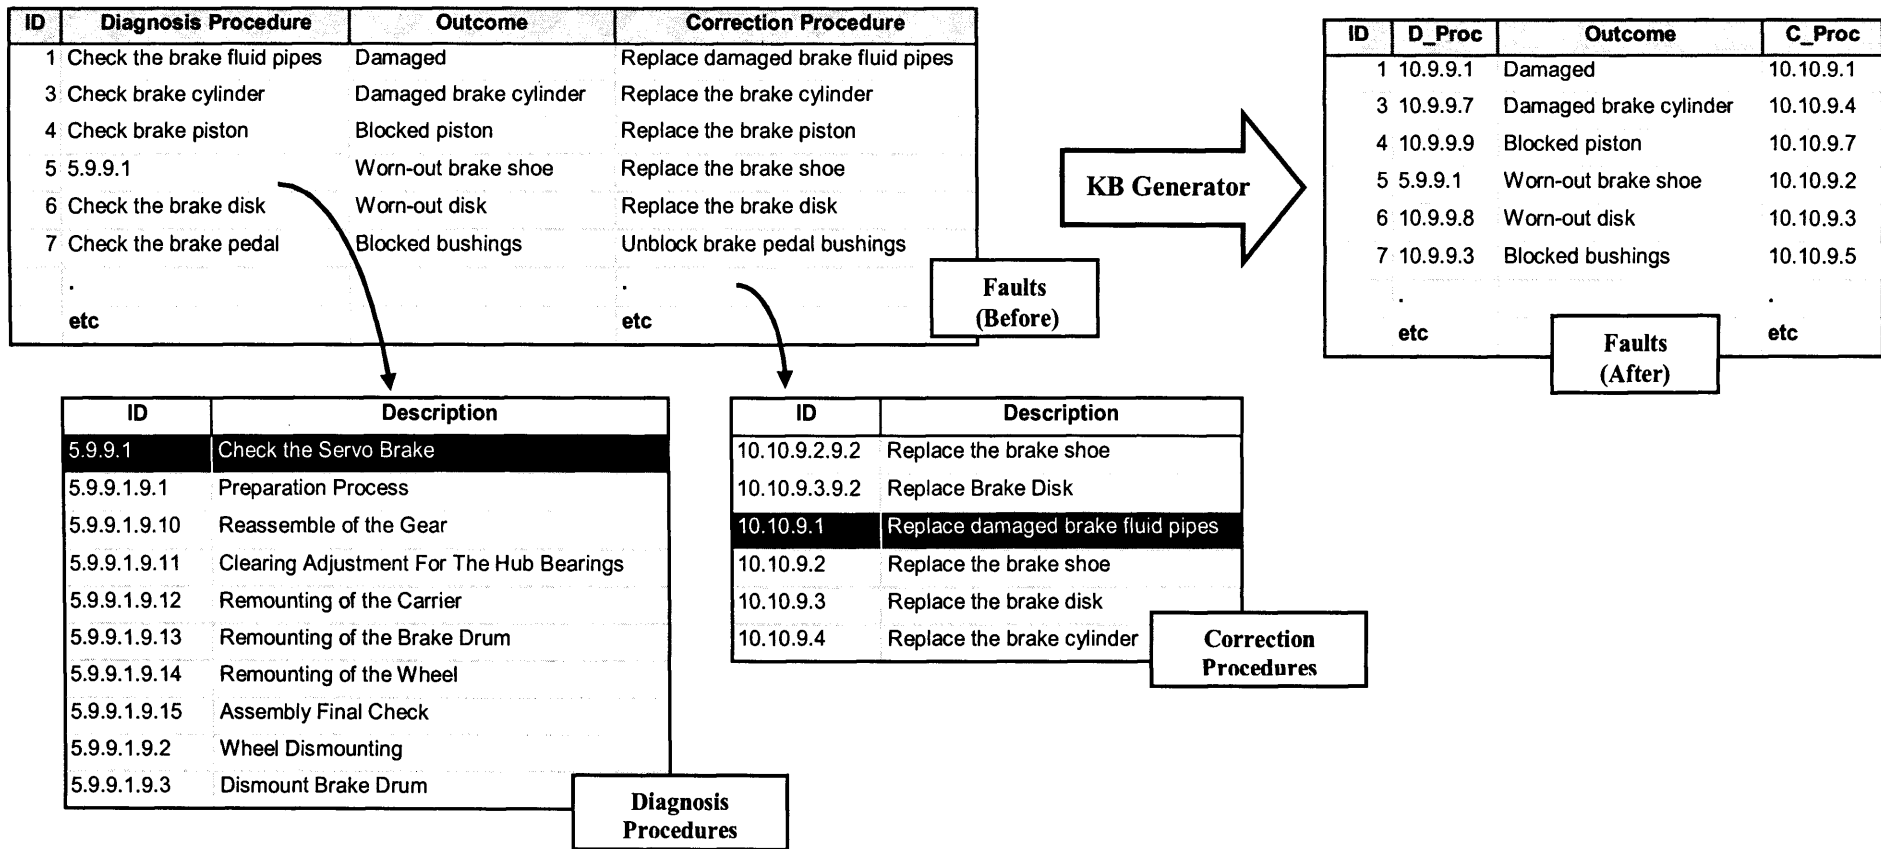 ID Diagnosis Procedure Outcome Correction Procedure
1 Check the brake fluid pipes Damaged Replace damaged brake fluid pipes
3 Check brake cylinder Damaged brake cylinder Replace the brake cylinder
4 Check brake piston Blocked piston Replace the brake piston
5 5.9.9.1 Worn-out brake shoe Replace the brake shoe
6 Check the brake disk Worn-out disk Replace the brake disk
7 Check the brake pedal Blocked bushings Unblock brake pedal bushings
. .
etc etc
Faults
(Before)
KB Generator
ID D_Proc Outcome C_Proc
1 10.9.9.1 Damaged 10.10.9.1
3 10.9.9.7 Damaged brake cylinder 10.10.9.4
4 10.9.9.9 Blocked piston 10.10.9.7
5 5.9.9.1 Worn-out brake shoe 10.10.9.2
6 10.9.9.8 Worn-out disk 10.10.9.3
7 10.9.9.3 Blocked bushings 10.10.9.5
. .
etc etc
Faults
(After)
ID Description
5.9.9.1 Check the Servo Brake
5.9.9.1.9.1 Preparation Process
5.9.9.1.9.10 Reassemble of the Gear
5.9.9.1.9.11 Clearing Adjustment For The Hub Bearings
5.9.9.1.9.12 Remounting of the Carrier
5.9.9.1.9.13 Remounting of the Brake Drum
5.9.9.1.9.14 Remounting of the Wheel
5.9.9.1.9.15 Assembly Final Check
5.9.9.1.9.2 Wheel Dismounting
5.9.9.1.9.3 Dismount Brake Drum
Diagnosis
Procedures
ID Description
10.10.9.2.9.2 Replace the brake shoe
10.10.9.3.9.2 Replace Brake Disk
10.10.9.1 Replace damaged brake fluid pipes
10.10.9.2 Replace the brake shoe
10.10.9.3 Replace the brake disk
10.10.9.4 Replace the brake cylinder
Correction
Procedures